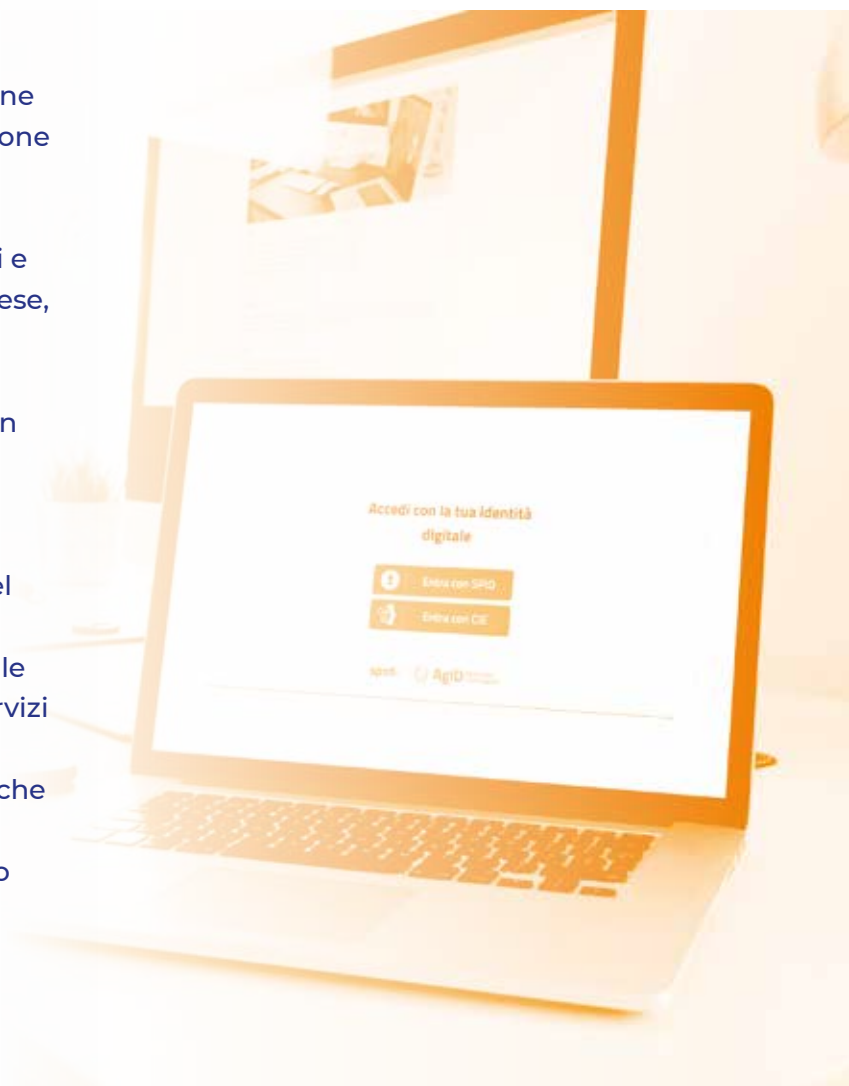 ne
one
i e
ese,
n
el
le
rvizi
che
o
Accedi con la tua identità
digitale
Entra con SPID
Entra con CIE
spid
AgID